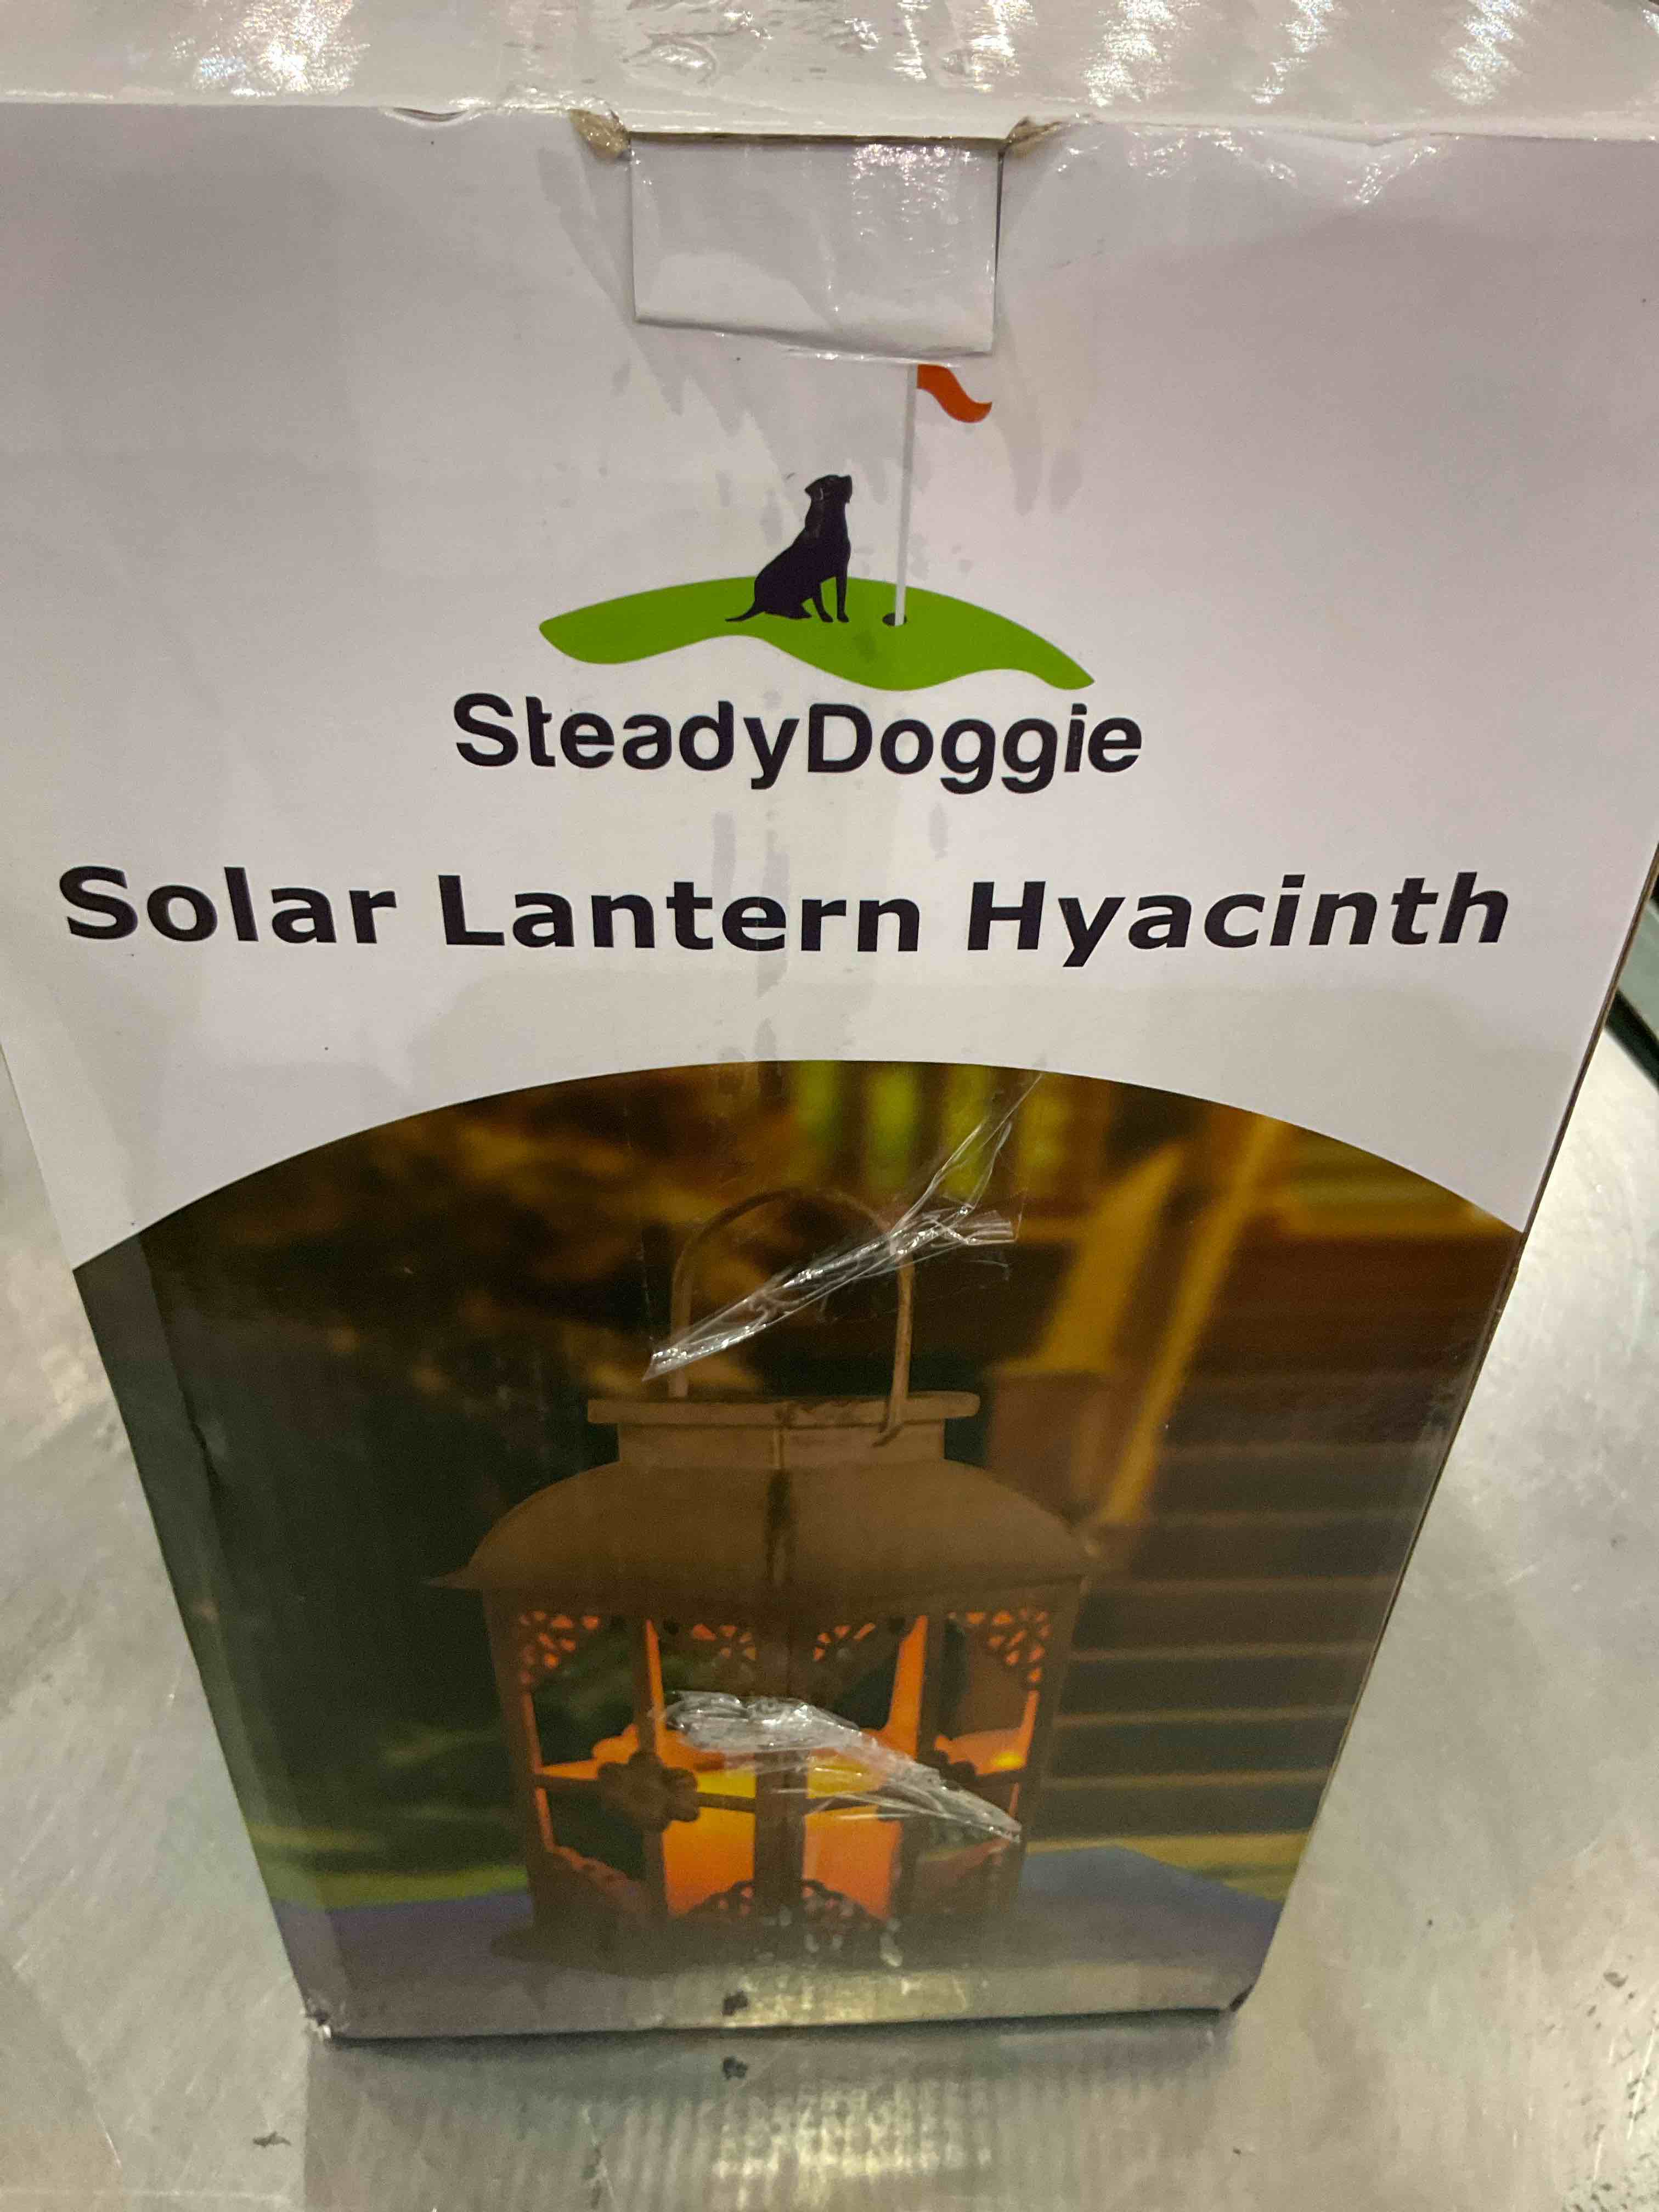 SteadyDoggie
Solar Lantern Hyacinth